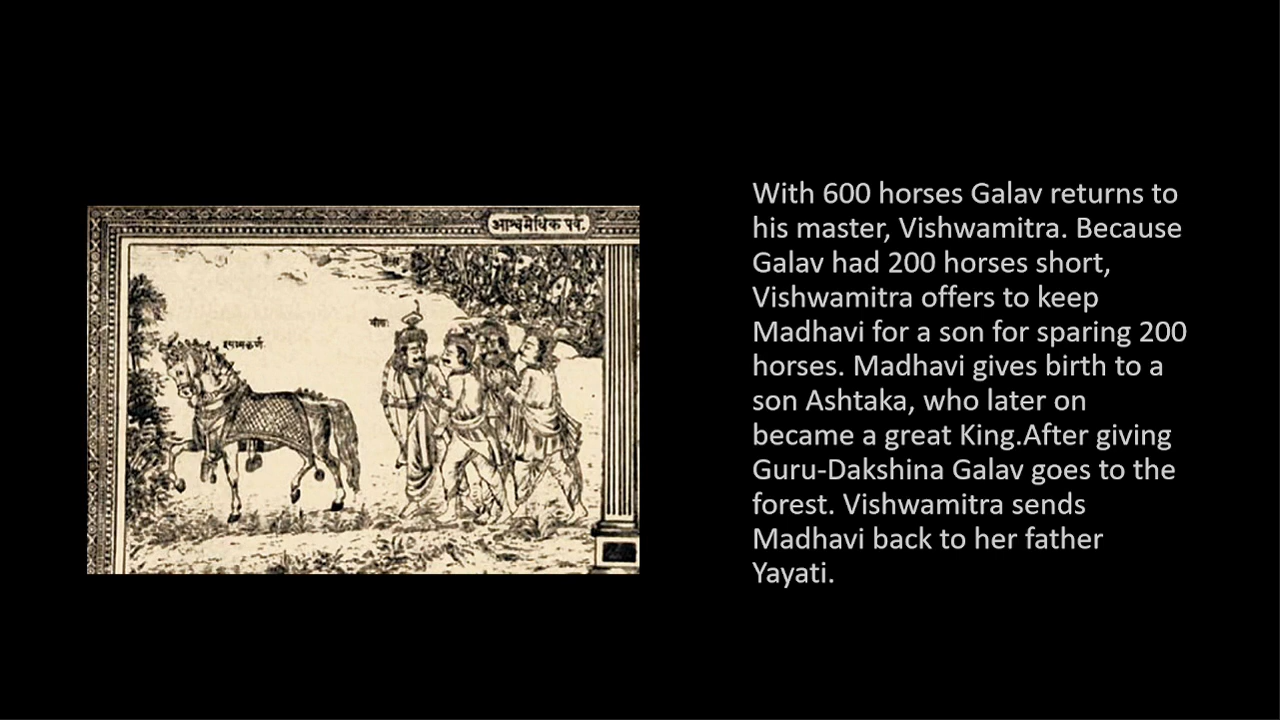 आश्वमेधिक पर्व.
भीमः
श्यामकर्ण.
With 600 horses Galav returns to
his master, Vishwamitra. Because
Galav had 200 horses short,
Vishwamitra offers to keep
Madhavi for a son for sparing 200
horses. Madhavi gives birth to a
son Ashtaka, who later on
became a great King.After giving
Guru-Dakshina Galav goes to the
forest. Vishwamitra sends
Madhavi back to her father
Yayati.